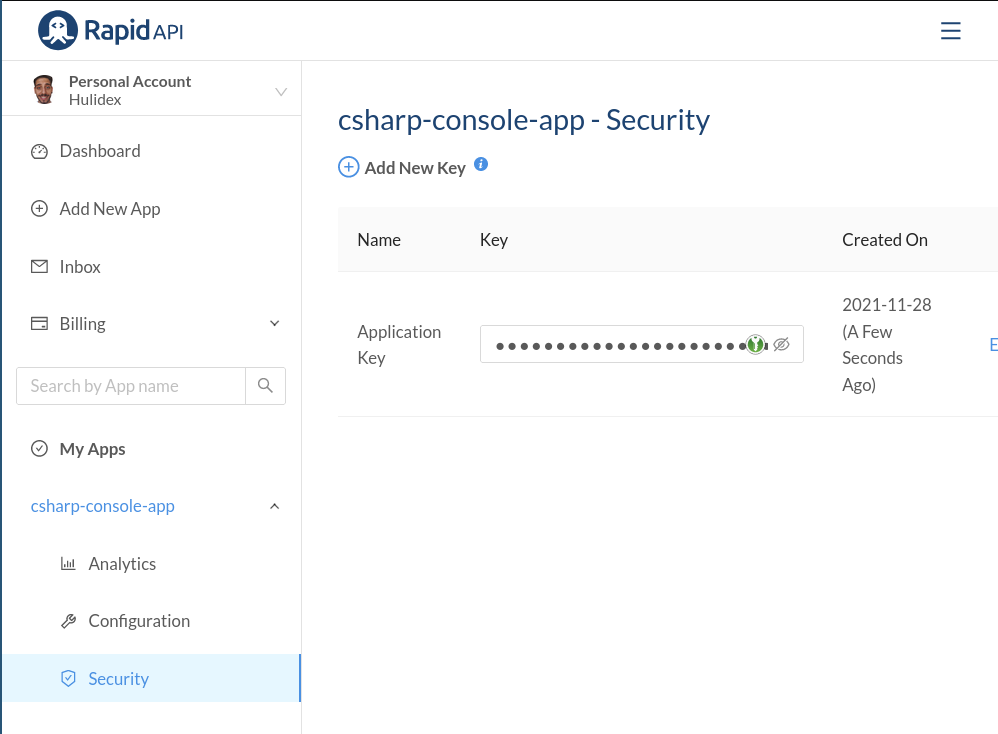 RapidAPI
Personal Account
Hulidex
Dashboard
Add New App
Inbox
Billing
Search by App name
My Apps
csharp-console-app
Analytics
Configuration
Security
csharp-console-app - Security
Add New Key
Name Key Created On
Application
Key
2021-11-28
(A Few
Seconds
Ago)
E